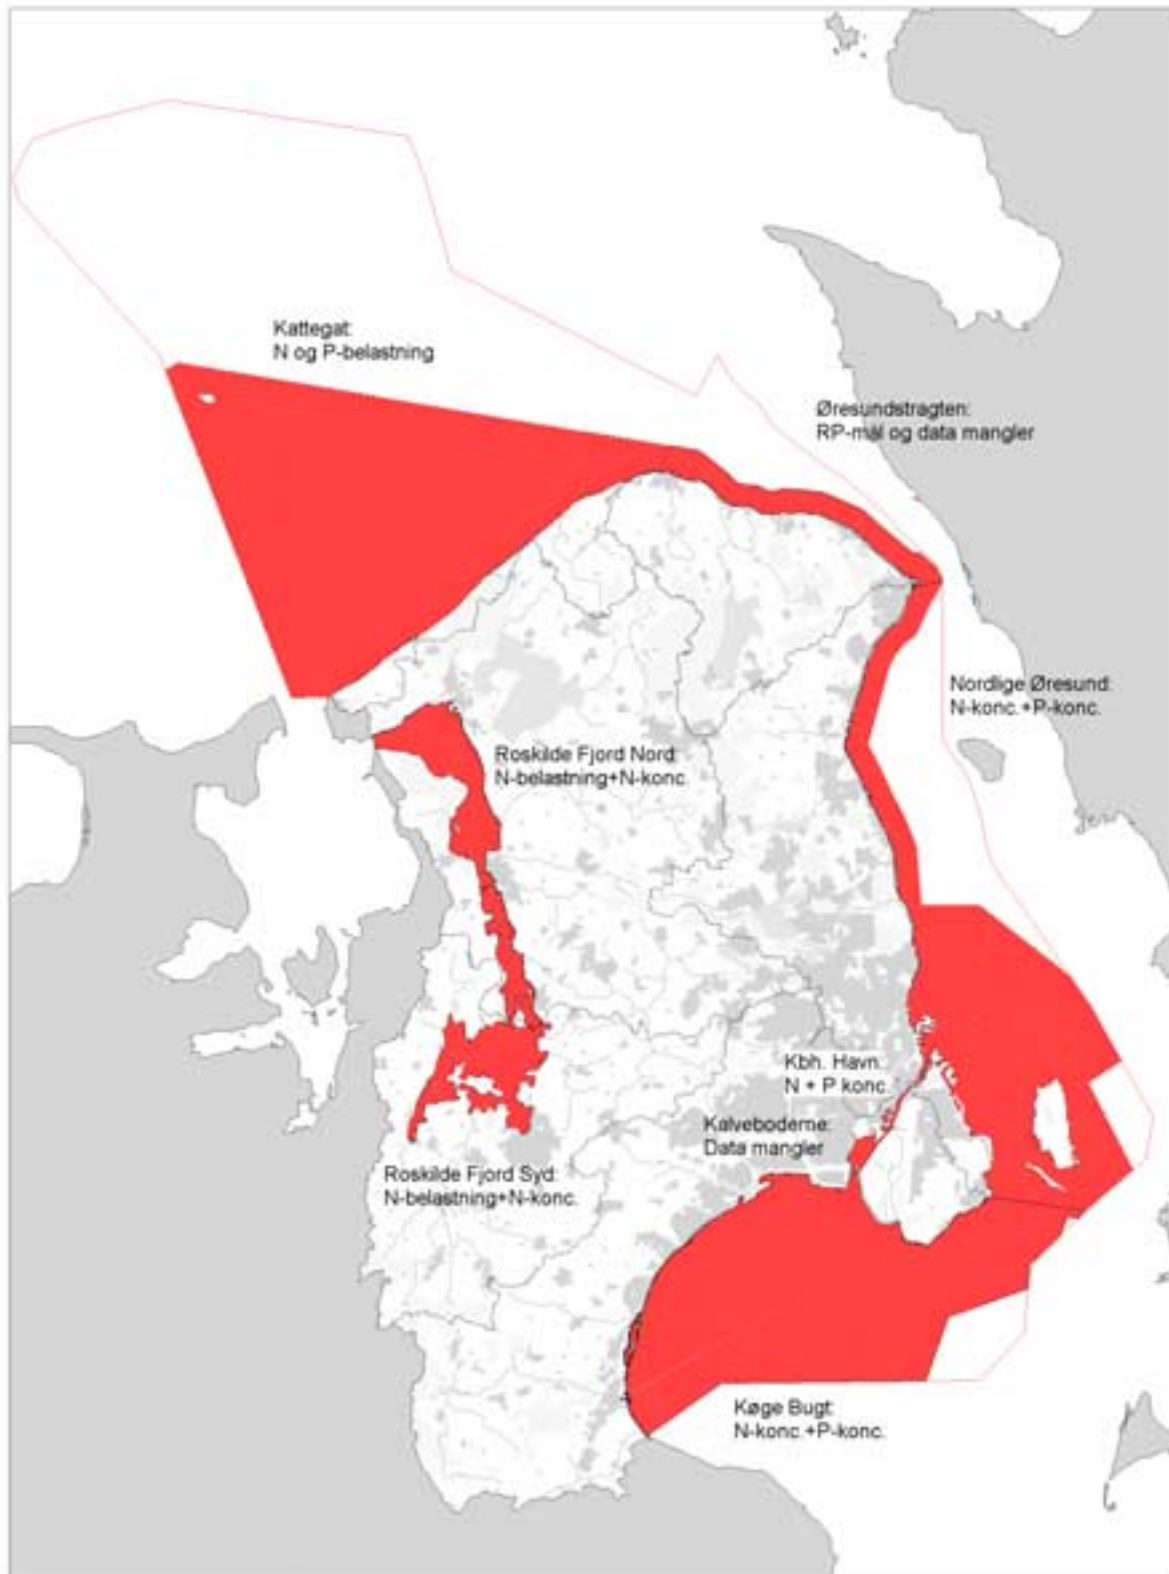 Kattegat:
N og P-belastning
Øresundstragten:
RP-mål og data mangler
Nordlige Øresund:
N-konc.+P-konc.
Roskilde Fjord Nord:
N-belastning+N-konc.
Kbh. Havn:
N + P konc.
Kalveboderne:
Data mangler
Roskilde Fjord Syd:
N-belastning+N-konc.
Køge Bugt:
N-konc.+P-konc.